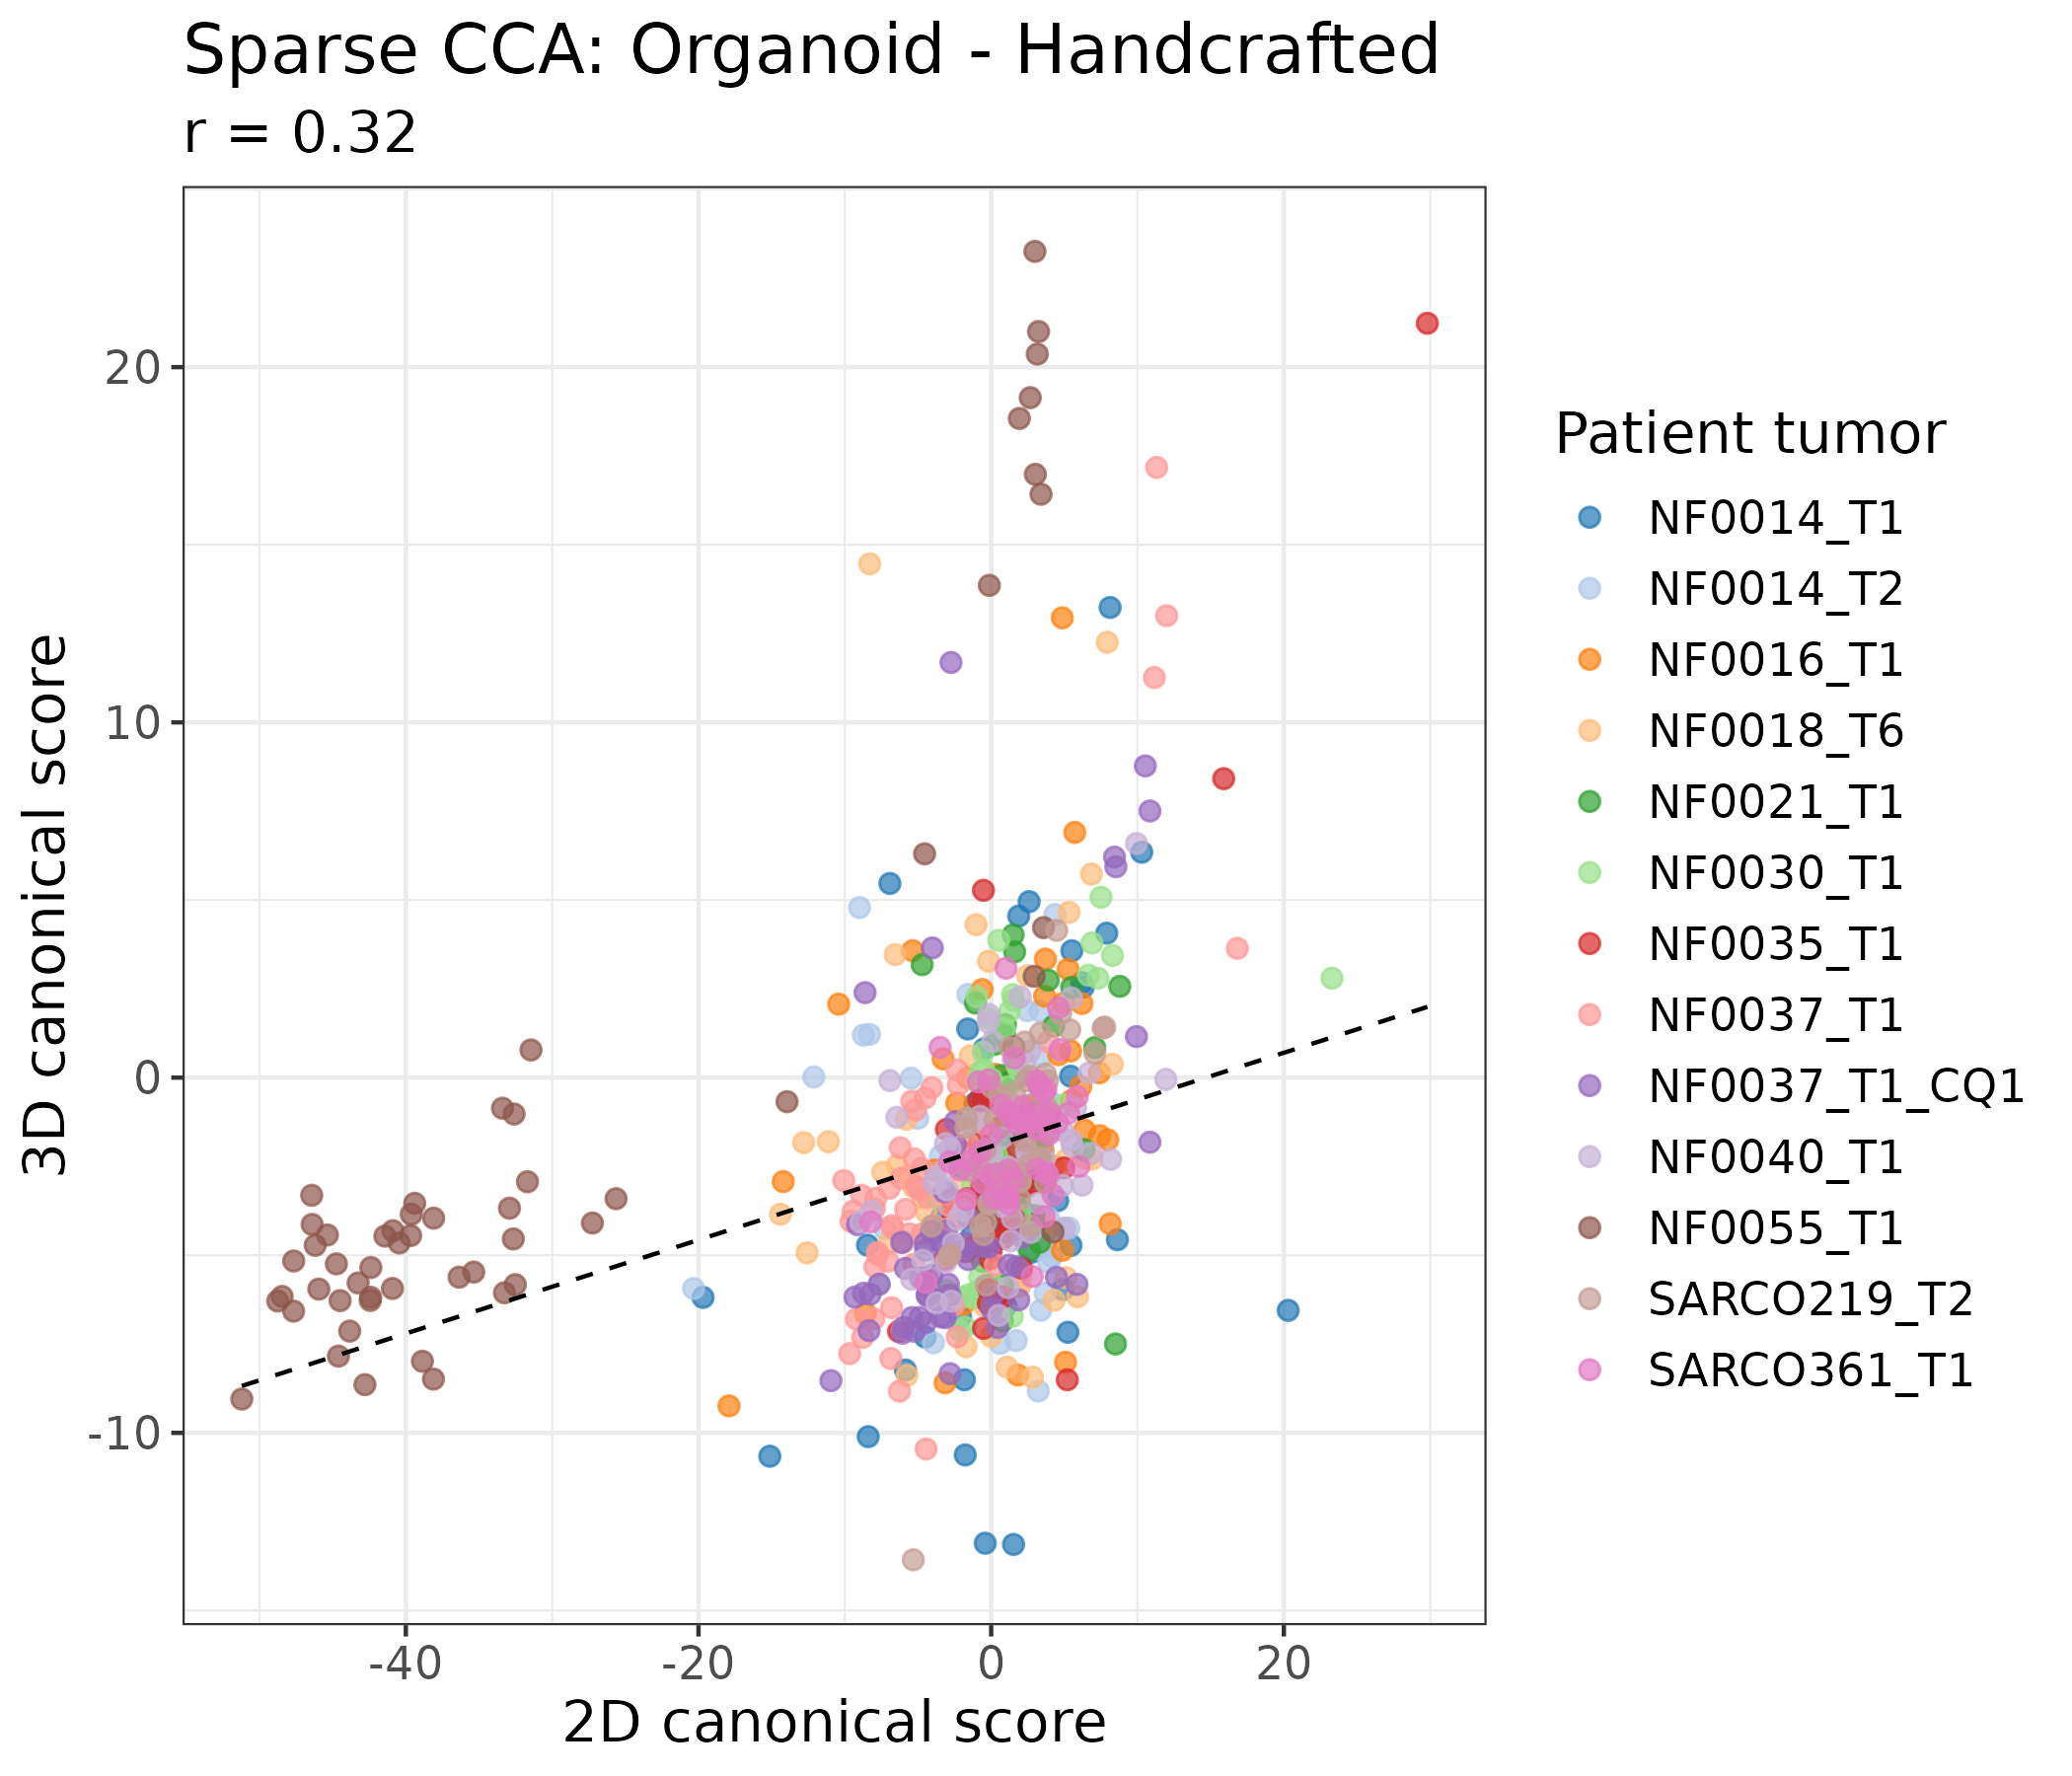 Sparse CCA: Organoid - Handcrafted
r = 0.32
3D canonical score
20
10
0
-10
-40
-20
0
20
2D canonical score
Patient tumor
NF0014_T1
NF0014_T2
NF0016_T1
NF0018_T6
NF0021_T1
NF0030_T1
NF0035_T1
NF0037_T1
NF0037_T1_CQ1
NF0040_T1
NF0055_T1
SARCO219_T2
SARCO361_T1